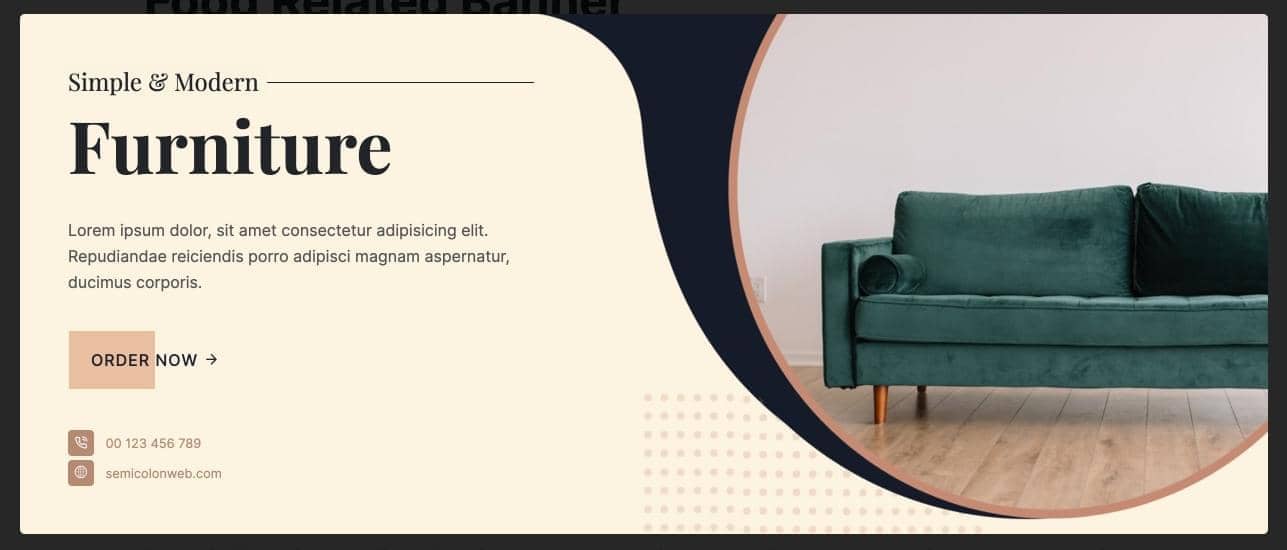 Food Related Banner
Simple & Modern
Furniture
Lorem ipsum dolor, sit amet consectetur adipisicing elit.
Repudiandae reiciendis porro adipisci magnam aspernatur,
ducimus corporis.
ORDER NOW →
00 123 456 789
semicolonweb.com